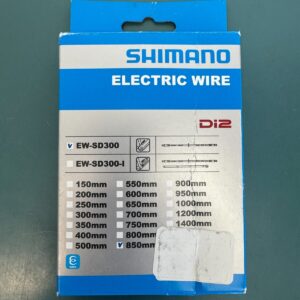 SHIMANO
ELECTRIC WIRE
Di2
EW-SD300
EW-SD300-I
150mm 550mm 900mm
200mm 600mm 950mm
250mm 650mm 1000mm
300mm 700mm 1200mm
350mm 750mm 1400mm
400mm 800mm
500mm 850mm